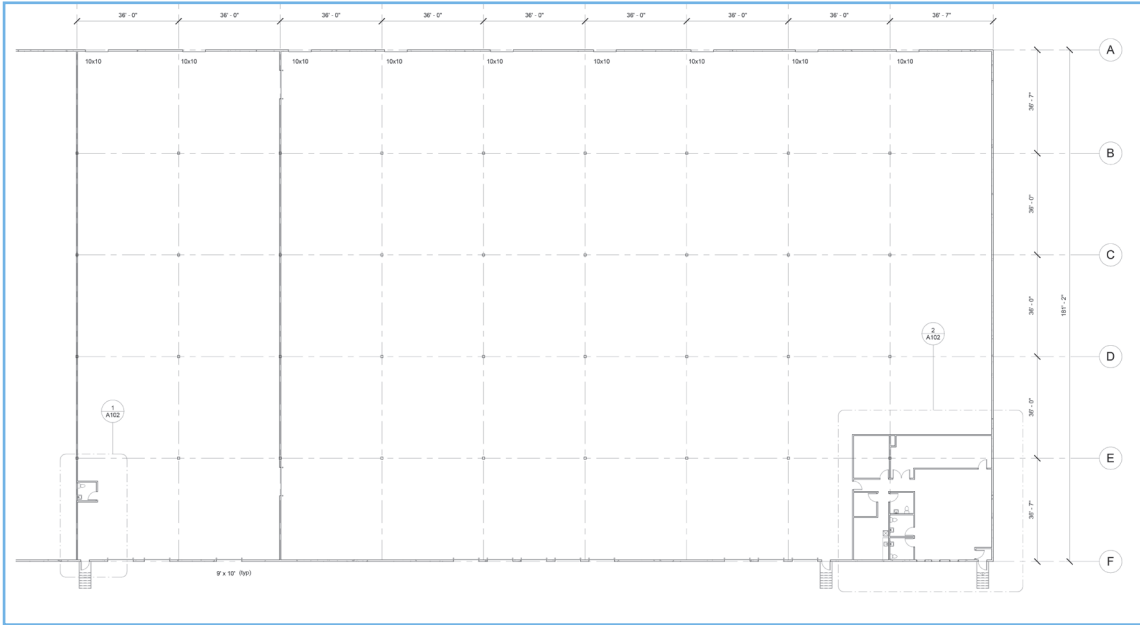 36' - 0" 36' - 0" 36' - 0" 36' - 0" 36' - 0" 36' - 0" 36' - 0" 36' - 0" 36' - 7"
A
10x10 10x10 10x10 10x10 10x10 10x10 10x10 10x10 10x10
36' - 7"
B
36' - 0"
C
36' - 0"
181' - 2"
2
A102
D
1
A102
36' - 0"
E
36' - 7"
F
9' x 10' (typ)